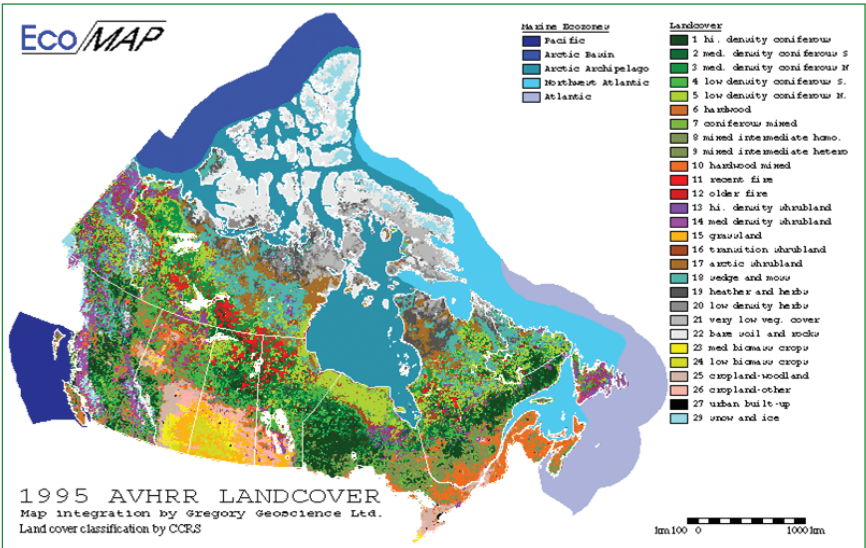 Eco/MAP
Marine Ecozones
Pacific
Arctic Basin
Arctic Archipelago
Northwest Atlantic
Atlantic
Landcover
1 hi. density coniferous
2 med. density coniferous S
3 med. density coniferous N
4 low density coniferous S.
5 low density coniferous N.
6 hardwood
7 coniferous mixed
8 mixed intermediate homo.
9 mixed intermediate hetero
10 hardwood mixed
11 recent fire
12 older fire
13 hi. density shrubland
14 med density shrubland
15 grassland
16 transition shrubland
17 arctic shrubland
18 sedge and moss
19 heather and herbs
20 low density herbs
21 very low veg. cover
22 bare soil and rocks
23 med biomass crops
24 low biomass crops
25 cropland-woodland
26 cropland-other
27 urban built-up
29 snow and ice
1995 AVHRR LANDCOVER
Map integration by Gregory Geoscience Ltd.
Land cover classification by CCRS
km 100 0 1000 km